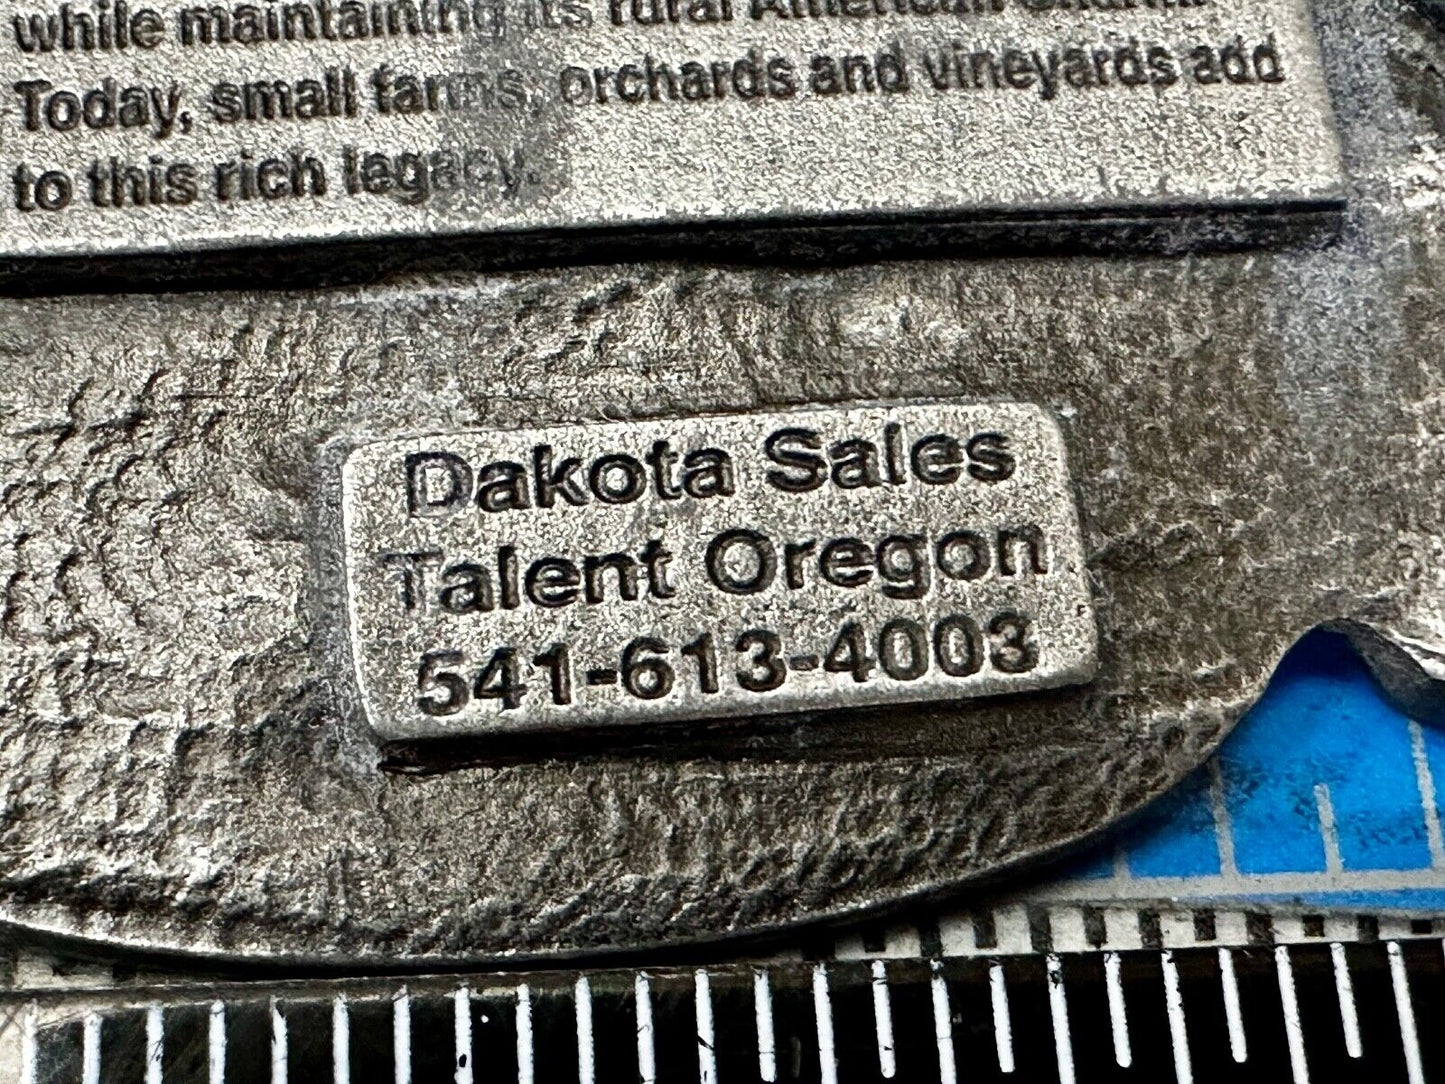 while maintaining its rural American charm.
Today, small farms, orchards and vineyards add
to this rich legacy.
Dakota Sales
Talent Oregon
541-613-4003